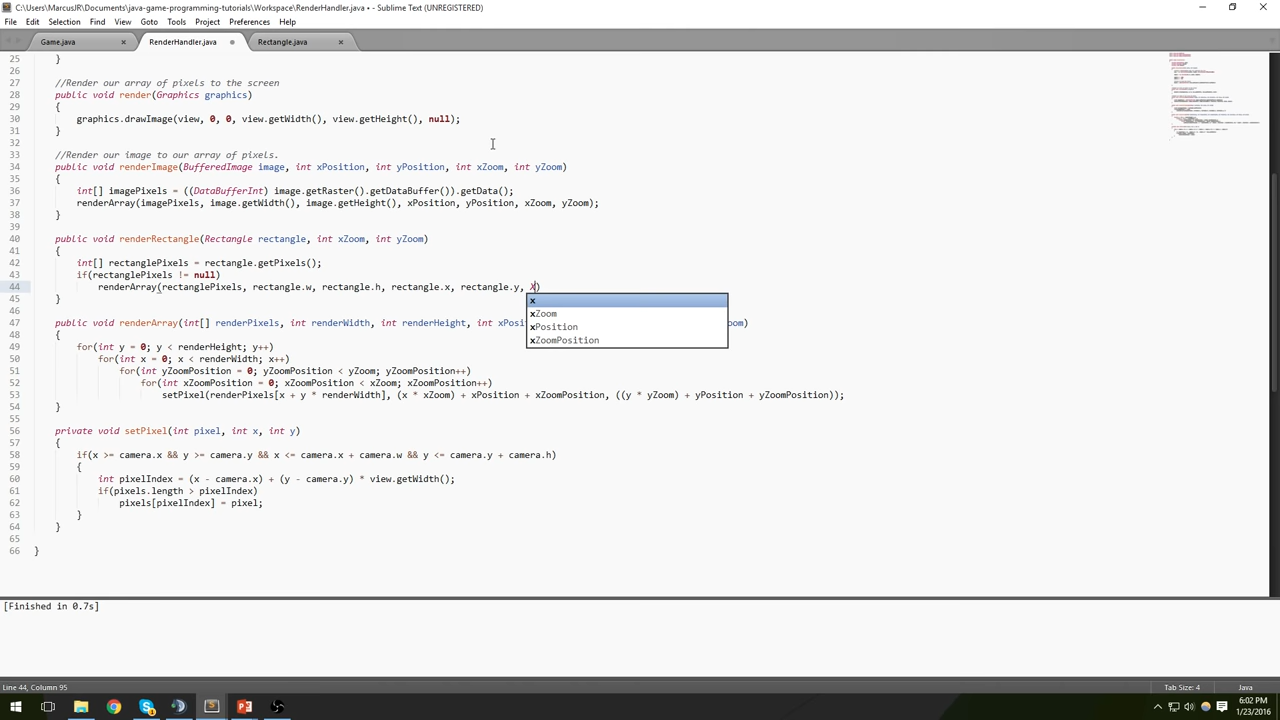 C:\Users\MarcusJR\Documents\java-game-programming-tutorials\Workspace\RenderHandler.java • - Sublime Text (UNREGISTERED)
File Edit Selection Find View Goto Tools Project Preferences Help
Game.java RenderHandler.java Rectangle.java
25 }
26
27 //Render our array of pixels to the screen
28 public void render(Graphics graphics)
29 {
30 graphics.drawImage(view, 0, 0, view.getWidth(), view.getHeight(), null);
31 }
32
33 //Render our image to our array of pixels.
34 public void renderImage(BufferedImage image, int xPosition, int yPosition, int xZoom, int yZoom)
35 {
36 int[] imagePixels = ((DataBufferInt) image.getRaster().getDataBuffer()).getData();
37 renderArray(imagePixels, image.getWidth(), image.getHeight(), xPosition, yPosition, xZoom, yZoom);
38 }
39
40 public void renderRectangle(Rectangle rectangle, int xZoom, int yZoom)
41 {
42 int[] rectanglePixels = rectangle.getPixels();
43 if(rectanglePixels != null)
44 renderArray(rectanglePixels, rectangle.w, rectangle.h, rectangle.x, rectangle.y, X)
45 }
x
46
xZoom
47 public void renderArray(int[] renderPixels, int renderWidth, int renderHeight, int xPosi oom)
xPosition
48 {
xZoomPosition
49 for(int y = 0; y < renderHeight; y++)
50 for(int x = 0; x < renderWidth; x++)
51 for(int yZoomPosition = 0; yZoomPosition < yZoom; yZoomPosition++)
52 for(int xZoomPosition = 0; xZoomPosition < xZoom; xZoomPosition++)
53 setPixel(renderPixels[x + y * renderWidth], (x * xZoom) + xPosition + xZoomPosition, ((y * yZoom) + yPosition + yZoomPosition));
54 }
55
56 private void setPixel(int pixel, int x, int y)
57 {
58 if(x >= camera.x && y >= camera.y && x <= camera.x + camera.w && y <= camera.y + camera.h)
59 {
60 int pixelIndex = (x - camera.x) + (y - camera.y) * view.getWidth();
61 if(pixels.length > pixelIndex)
62 pixels[pixelIndex] = pixel;
63 }
64 }
65
66 }
[Finished in 0.7s]
Line 44, Column 95 Tab Size: 4 Java
6:02 PM
1/23/2016